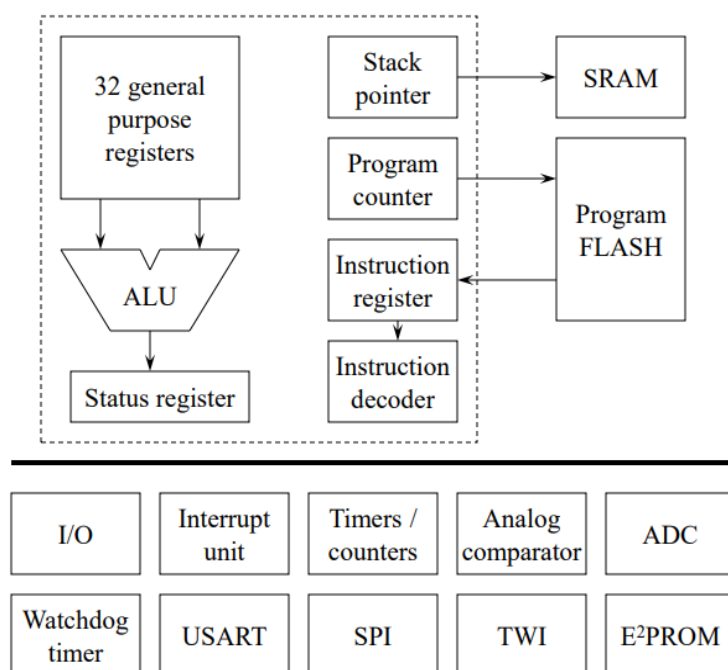 32 general
purpose
registers
ALU
Status register
Stack
pointer
SRAM
Program
counter
Program
FLASH
Instruction
register
Instruction
decoder
I/O
Interrupt
unit
Timers /
counters
Analog
comparator
ADC
Watchdog
timer
USART
SPI
TWI
E²PROM